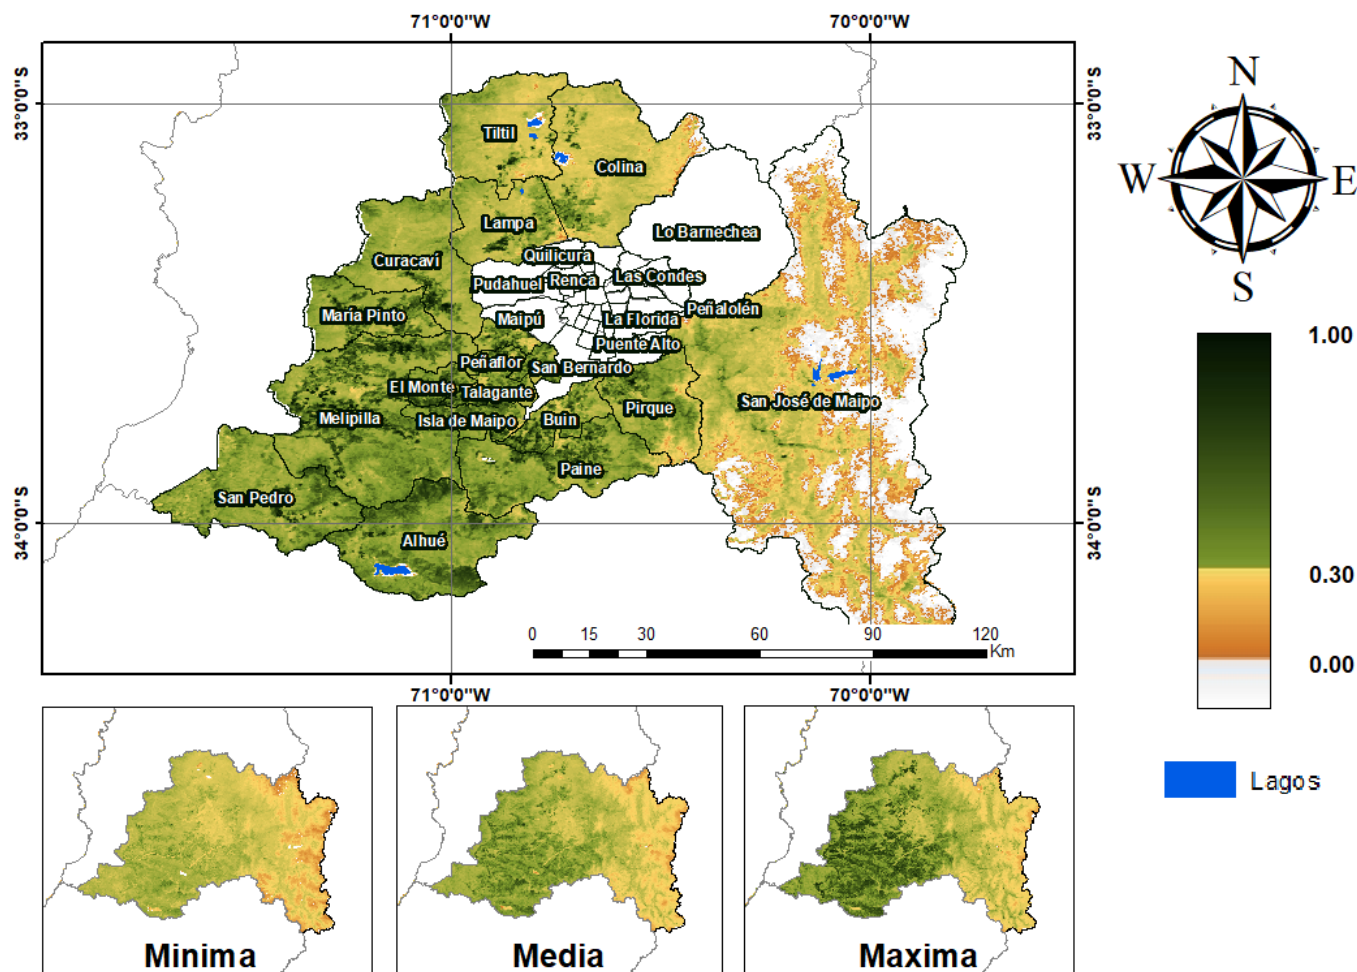 71°0'0"W 70°0'0"W
33°0'0"S 33°0'0"S
N
W E
S
Tiltil
Colina
Lampa
Lo Barnechea
Quilicura
Curacaví
Las Condes
Pudahuel Renca
María Pinto
Maipú
La Florida
Peñalolén
Puente Alto
Peñaflor
San Bernardo
El Monte
Talagante
San José de Maipo
Melipilla
Isla de Maipo
Buin
Pirque
Paine
San Pedro
Alhué
34°0'0"S 34°0'0"S
0 15 30 60 90 120
Km
71°0'0"W 70°0'0"W
1.00
0.30
0.00
Lagos
Minima
Media
Maxima